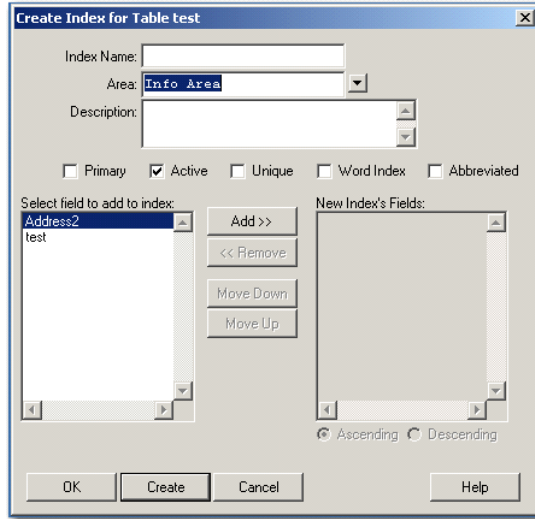 Create Index for Table test
Index Name:
Area: Info Area
Description:
Primary Active Unique Word Index Abbreviated
Select field to add to index: New Index's Fields:
Address2
test
Add >>
<< Remove
Move Down
Move Up
Ascending Descending
OK Create Cancel Help